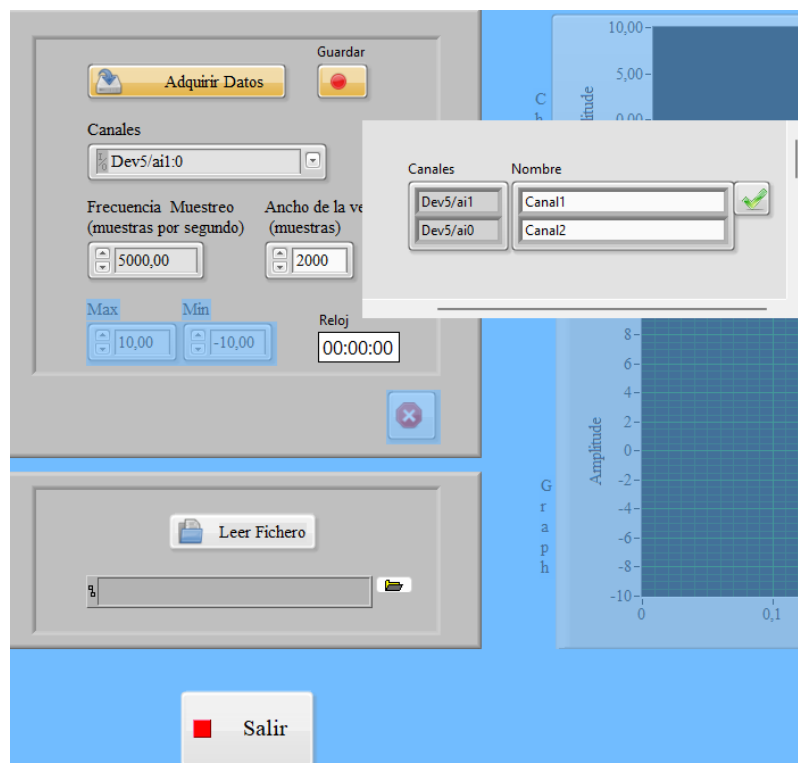 Guardar
Adquirir Datos
Canales
Dev5/ai1:0
Frecuencia Muestreo
(muestras por segundo)
5000,00
Ancho de la ve
(muestras)
2000
Max
10,00
Min
-10,00
Reloj
00:00:00
Canales
Nombre
Dev5/ai1
Canal1
Dev5/ai0
Canal2
Leer Fichero
Salir
10,00
5,00
0,00
8
6
4
2
0
-2
-4
-6
-8
-10
0
0,1
Amplitude
Graph